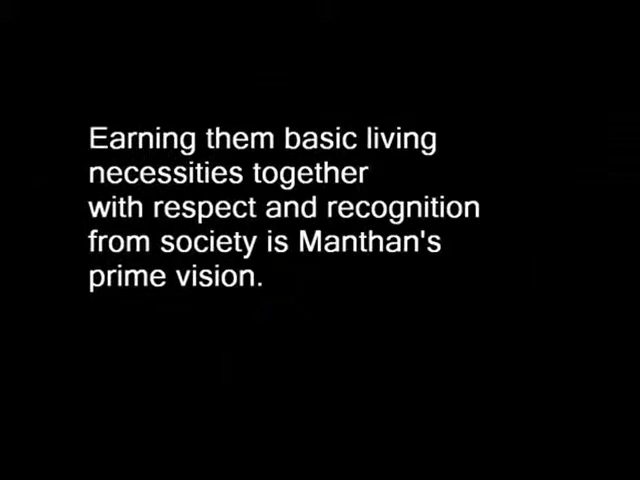 Earning them basic living
necessities together
with respect and recognition
from society is Manthan's
prime vision.